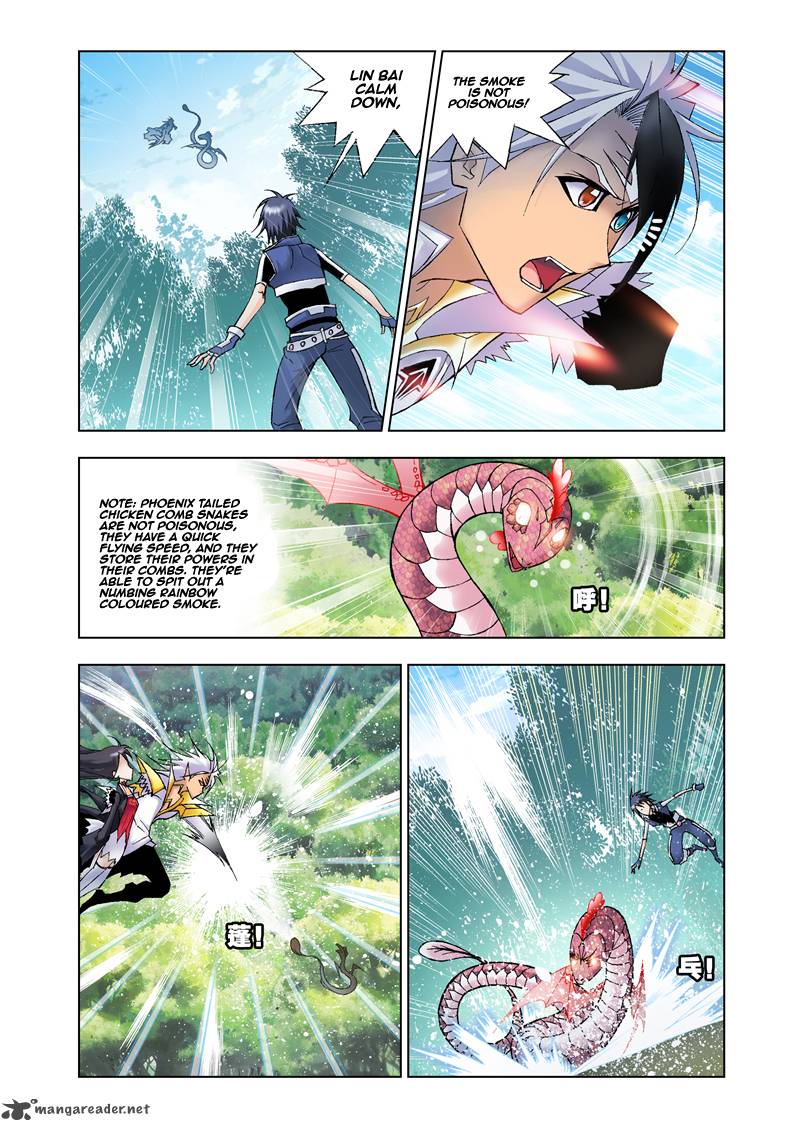 LIN BAI
CALM
DOWN,
THE SMOKE
IS NOT
POISONOUS!
NOTE: PHOENIX TAILED
CHICKEN COMB SNAKES
ARE NOT POISONOUS,
THEY HAVE A QUICK
FLYING SPEED, AND THEY
STORE THEIR POWERS IN
THEIR COMBS. THEY'RE
ABLE TO SPIT OUT A
NUMBING RAINBOW
COLOURED SMOKE.
呼!
蓬!
乓!
mangareader.net